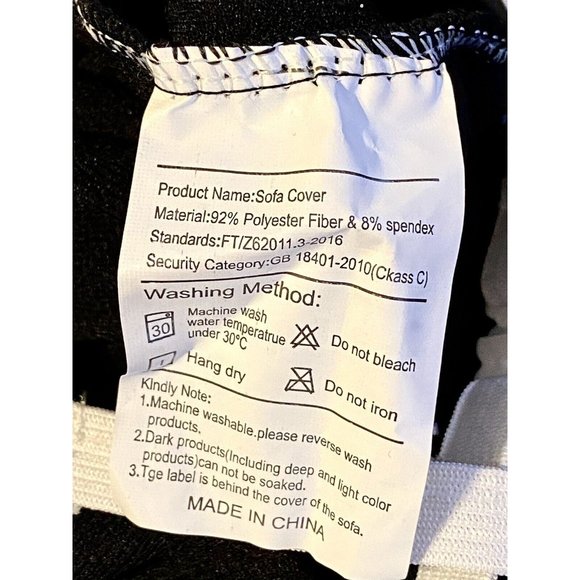 Product Name:Sofa Cover
Material:92% Polyester Fiber & 8% spendex
Standards:FT/Z62011.3-2016
Security Category:GB 18401-2010(Ckass C)
Washing Method:
30
Machine wash
water temperatrue
under 30°C
Do not bleach
Hang dry
Do not iron
Kindly Note:
1.Machine washable,please reverse wash
products.
2.Dark products(Including deep and light color
products)can not be soaked.
3.Tge label is behind the cover of the sofa.
MADE IN CHINA